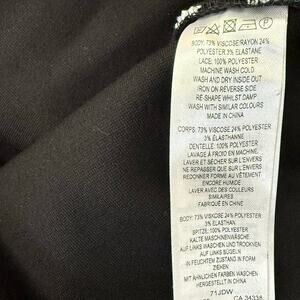 BODY: 73% VISCOSE/RAYON 24%
POLYESTER 3% ELASTANE
LACE: 100% POLYESTER
MACHINE WASH COLD
WASH AND DRY INSIDE OUT
IRON ON REVERSE SIDE
RE-SHAPE WHILST DAMP
WASH WITH SIMILAR COLOURS
MADE IN CHINA
CORPS: 73% VISCOSE 24% POLYESTER
3% ÉLASTHANNE
DENTELLE: 100% POLYESTER
LAVAGE À FROID EN MACHINE.
LAVER ET SÉCHER SUR L'ENVERS
NE REPASSER QUE SUR L'ENVERS
REDONNER FORME AU VÊTEMENT
ENCORE HUMIDE
LAVER AVEC DES COULEURS
SIMILAIRES
FABRIQUÉ EN CHINE
BODY: 73% VISCOSE 24% POLYESTER
3% ELASTHAN
SPITZE: 100% POLYESTER
KALTE MASCHINENWÄSCHE
AUF LINKS WASCHEN UND TROCKNEN
AUF LINKS BÜGELN
IN FEUCHTEM ZUSTAND IN FORM
ZIEHEN
MIT ÄHNLICHEN FARBEN WASCHEN
HERGESTELLT IN CHINA
71JDW
CA 34338